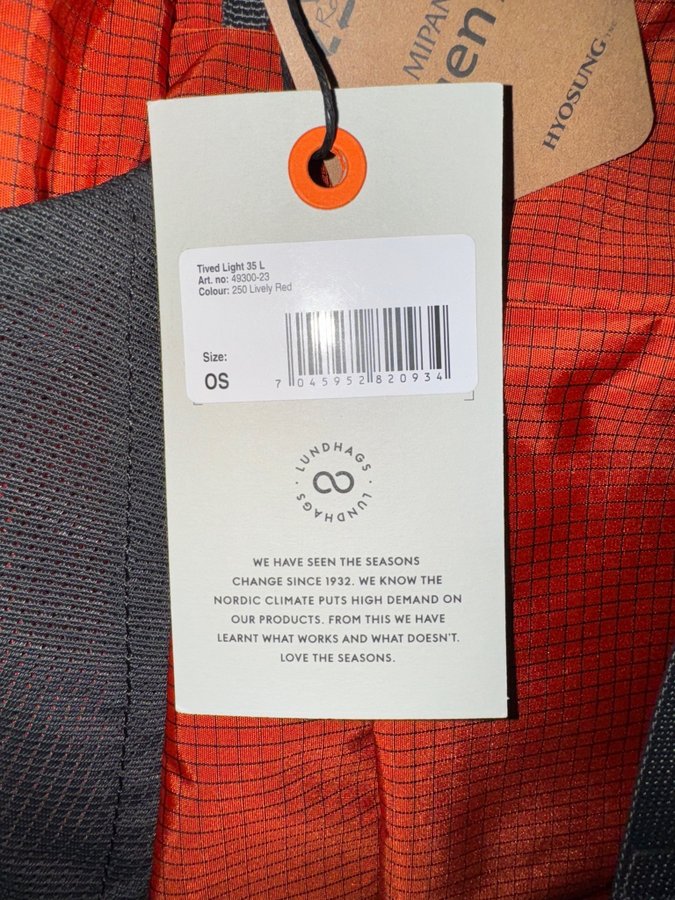 MIPAN
gen
HYOSUNG
Tived Light 35 L
Art. no: 49300-23
Colour: 250 Lively Red
Size:
OS
7 045952 820934
LUNDHAGS · LUNDHAGS ·
WE HAVE SEEN THE SEASONS
CHANGE SINCE 1932. WE KNOW THE
NORDIC CLIMATE PUTS HIGH DEMAND ON
OUR PRODUCTS. FROM THIS WE HAVE
LEARNT WHAT WORKS AND WHAT DOESN'T.
LOVE THE SEASONS.